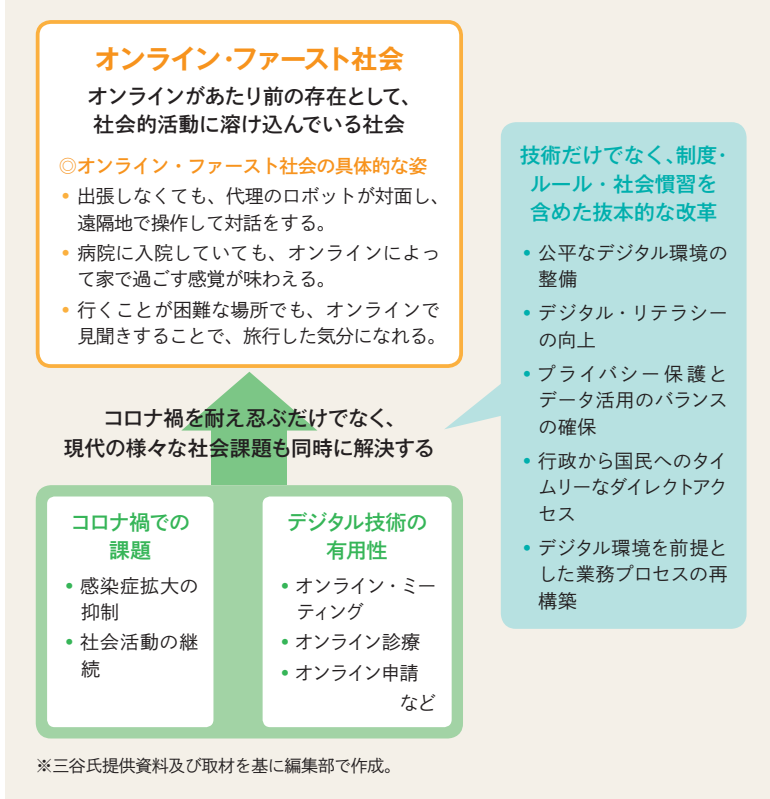 オンライン・ファースト社会
オンラインがあたり前の存在として、
社会的活動に溶け込んでいる社会
◎オンライン・ファースト社会の具体的な姿
• 出張しなくても、代理のロボットが対面し、
遠隔地で操作して対話をする。
• 病院に入院していても、オンラインによっ
て家で過ごす感覚が味わえる。
• 行くことが困難な場所でも、オンラインで
見聞きすることで、旅行した気分になれる。
コロナ禍を耐え忍ぶだけでなく、
現代の様々な社会課題も同時に解決する
コロナ禍での
課題
• 感染症拡大の
抑制
• 社会活動の継
続
デジタル技術の
有用性
• オンライン・ミー
ティング
• オンライン診療
• オンライン申請
など
技術だけでなく、制度・
ルール・社会慣習を
含めた抜本的な改革
• 公平なデジタル環境の
整備
• デジタル・リテラシー
の向上
• プライバシー保護と
データ活用のバランス
の確保
• 行政から国民へのタイ
ムリーなダイレクトアク
セス
• デジタル環境を前提と
した業務プロセスの再
構築
※三谷氏提供資料及び取材を基に編集部で作成。